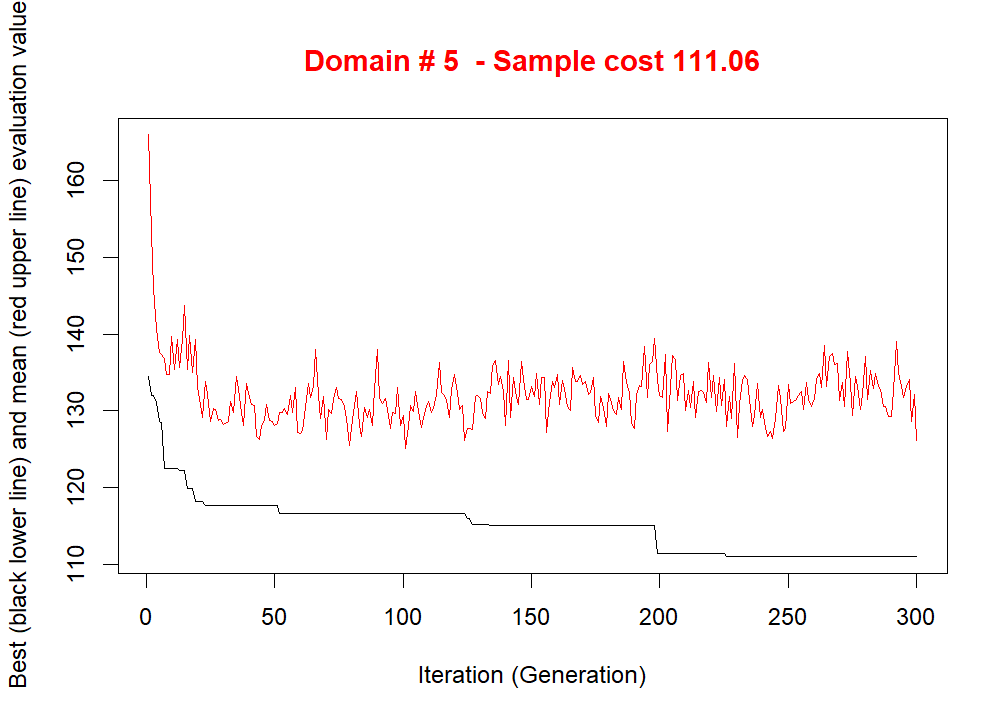 Domain # 5  - Sample cost 111.06
Best (black lower line) and mean (red upper line) evaluation value
160
150
140
130
120
110
0 50 100 150 200 250 300
Iteration (Generation)